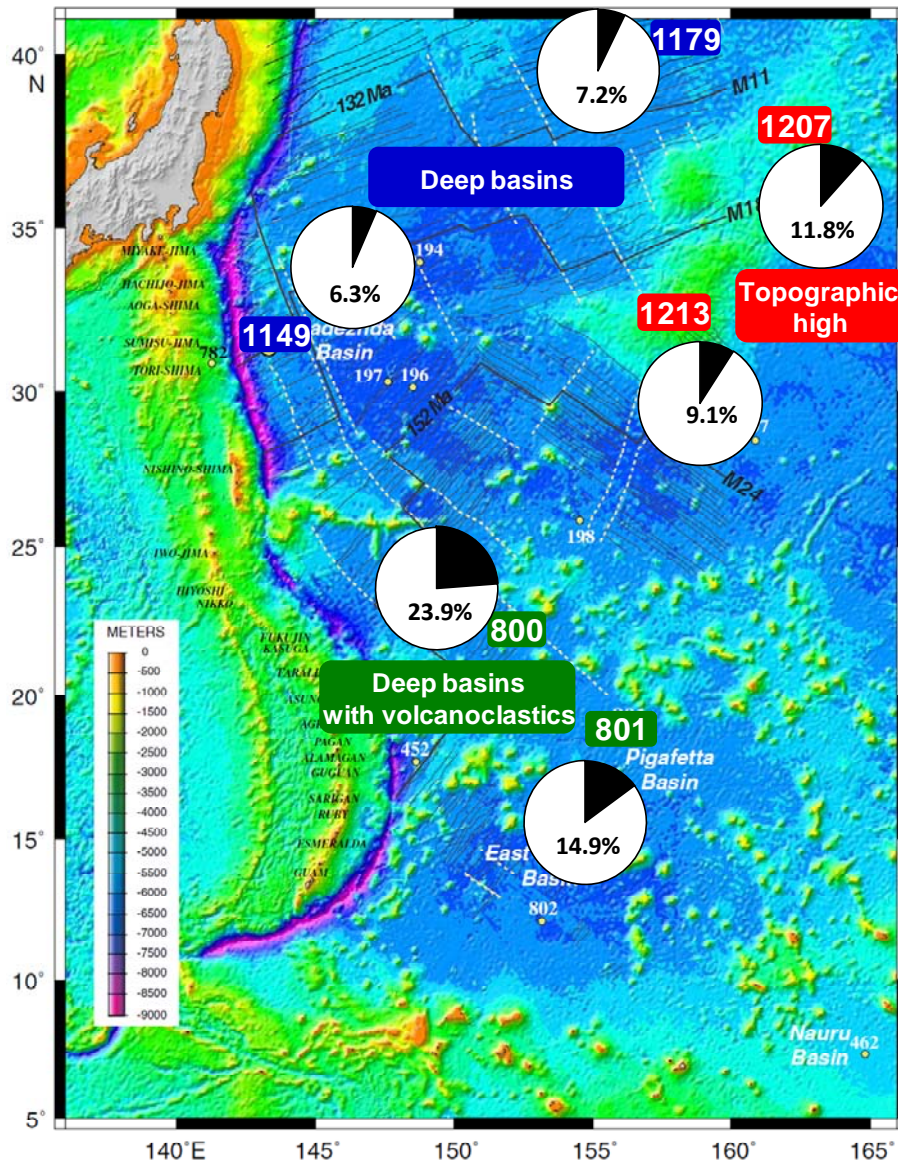 40°
N
35°
30°
25°
20°
15°
10°
5°
140°E
145°
150°
155°
160°
165°
1179
7.2%
132 Ma
M11
1207
11.8%
Deep basins
6.3%
194
Topographic
high
1213
9.1%
1149
Basin
MIYAKE-JIMA
HACHIJO-JIMA
AOGA-SHIMA
SUMISU-JIMA
782
TORI-SHIMA
197
196
152 Ma
M24
NISHINO-SHIMA
198
IWO-JIMA
HIYOSHI
NIKKO
23.9%
800
FUKUJIN
KASUGA
Deep basins
with volcanoclastics
801
PAGAN
ALAMAGAN
GUGUAN
452
Pigafetta
Basin
SARIGAN
RUBY
ESMERALDA
GUAM
14.9%
East
802
Nauru
Basin
462
METERS
0
-500
-1000
-1500
-2000
-2500
-3000
-3500
-4000
-4500
-5000
-5500
-6000
-6500
-7000
-7500
-8000
-8500
-9000